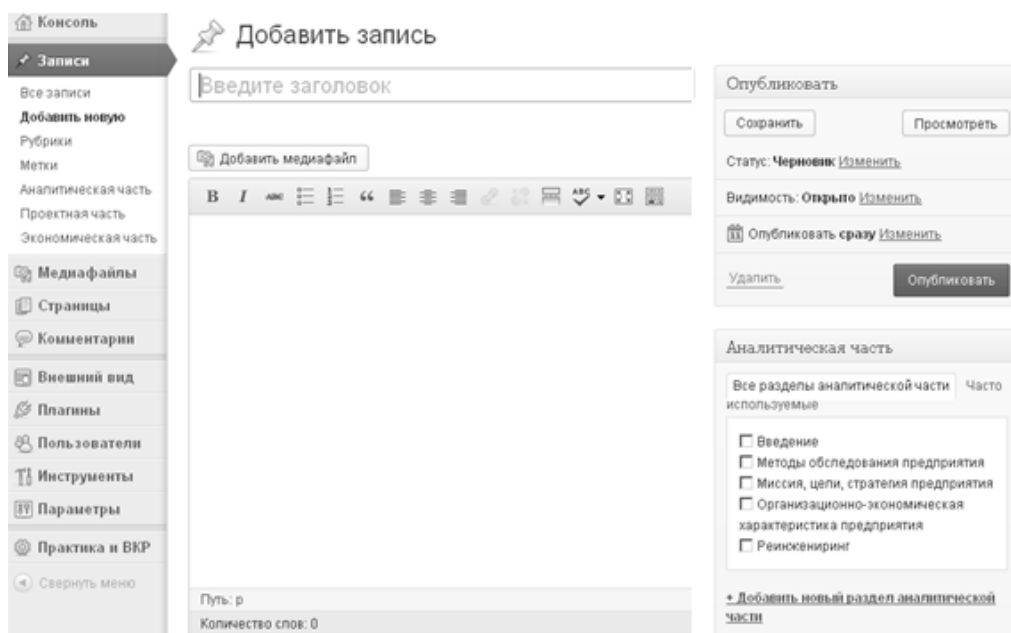 Консоль
Записи
Все записи
Добавить новую
Рубрики
Метки
Аналитическая часть
Проектная часть
Экономическая часть
Медиафайлы
Страницы
Комментарии
Внешний вид
Плагины
Пользователи
Инструменты
Параметры
Практика и ВКР
Свернуть меню
Добавить запись
Введите заголовок
Добавить медиафайл
B I ABC ABC
Путь: p
Количество слов: 0
Опубликовать
Сохранить Просмотреть
Статус: Черновик Изменить
Видимость: Открыто Изменить
Опубликовать сразу Изменить
Удалить Опубликовать
Аналитическая часть
Все разделы аналитической части Часто
используемые
Введение
Методы обследования предприятия
Миссия, цели, стратегия предприятия
Организационно-экономическая
характеристика предприятия
Реинжениринг
+ Добавить новый раздел аналитической
части